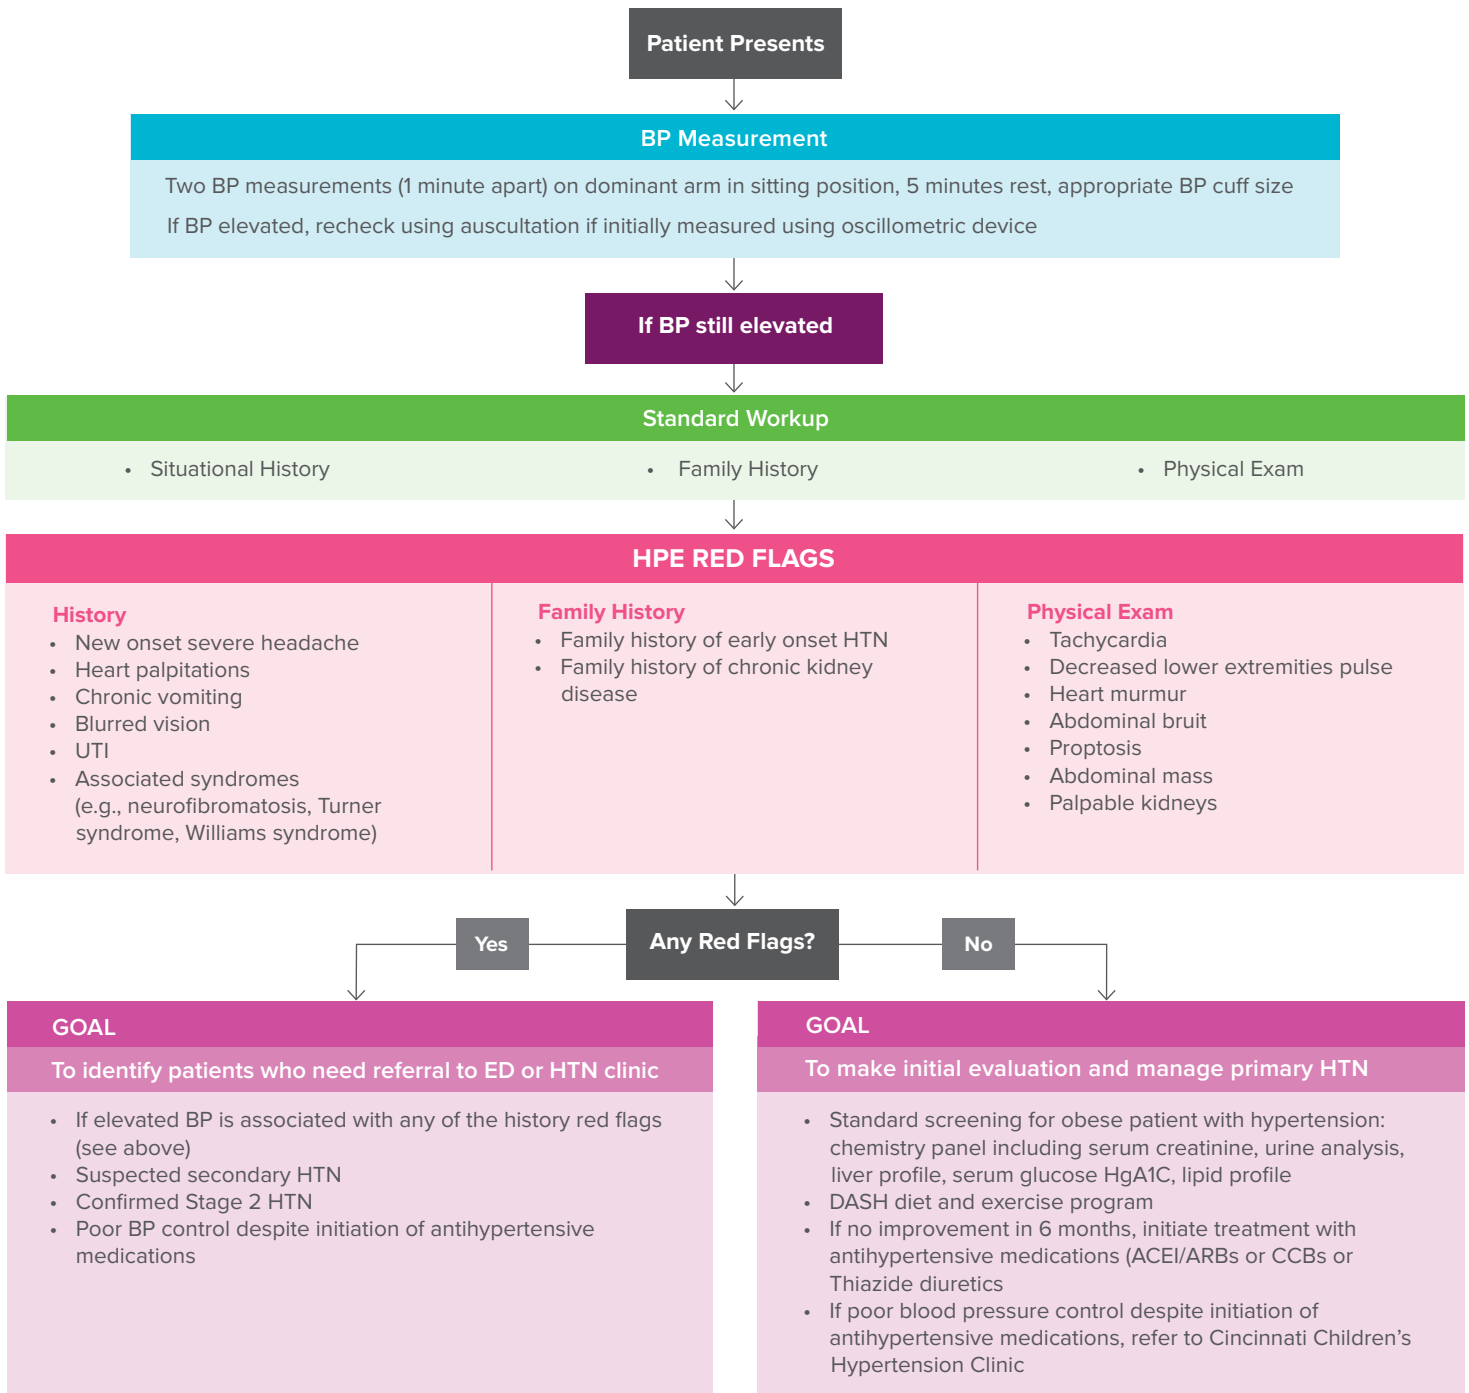 Patient Presents
BP Measurement
Two BP measurements (1 minute apart) on dominant arm in sitting position, 5 minutes rest, appropriate BP cuff size
If BP elevated, recheck using auscultation if initially measured using oscillometric device
If BP still elevated
Standard Workup
• Situational History
• Family History
• Physical Exam
HPE RED FLAGS
History
• New onset severe headache
• Heart palpitations
• Chronic vomiting
• Blurred vision
• UTI
• Associated syndromes
(e.g., neurofibromatosis, Turner
syndrome, Williams syndrome)
Family History
• Family history of early onset HTN
• Family history of chronic kidney
disease
Physical Exam
• Tachycardia
• Decreased lower extremities pulse
• Heart murmur
• Abdominal bruit
• Proptosis
• Abdominal mass
• Palpable kidneys
Any Red Flags?
Yes
No
GOAL
To identify patients who need referral to ED or HTN clinic
• If elevated BP is associated with any of the history red flags
(see above)
• Suspected secondary HTN
• Confirmed Stage 2 HTN
• Poor BP control despite initiation of antihypertensive
medications
GOAL
To make initial evaluation and manage primary HTN
• Standard screening for obese patient with hypertension:
chemistry panel including serum creatinine, urine analysis,
liver profile, serum glucose HgA1C, lipid profile
• DASH diet and exercise program
• If no improvement in 6 months, initiate treatment with
antihypertensive medications (ACEI/ARBs or CCBs or
Thiazide diuretics
• If poor blood pressure control despite initiation of
antihypertensive medications, refer to Cincinnati Children’s
Hypertension Clinic